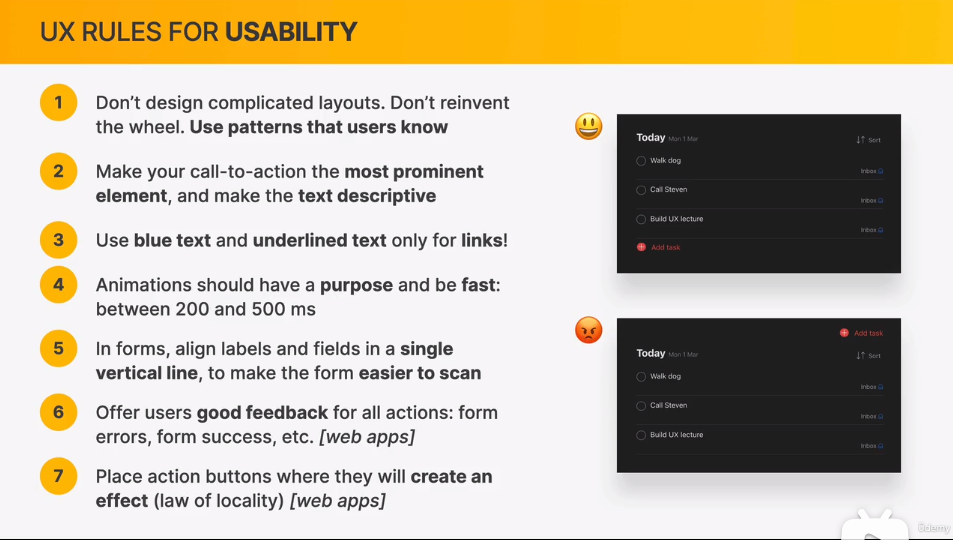 UX RULES FOR USABILITY
1
Don’t design complicated layouts. Don’t reinvent
the wheel. Use patterns that users know
2
Make your call-to-action the most prominent
element, and make the text descriptive
3
Use blue text and underlined text only for links!
4
Animations should have a purpose and be fast:
between 200 and 500 ms
5
In forms, align labels and fields in a single
vertical line, to make the form easier to scan
6
Offer users good feedback for all actions: form
errors, form success, etc. [web apps]
7
Place action buttons where they will create an
effect (law of locality) [web apps]
Today Mon 1 Mar
Sort
Walk dog
Inbox
Call Steven
Inbox
Build UX lecture
Inbox
Add task
Add task
Today Mon 1 Mar
Sort
Walk dog
Inbox
Call Steven
Inbox
Build UX lecture
Inbox
Udemy